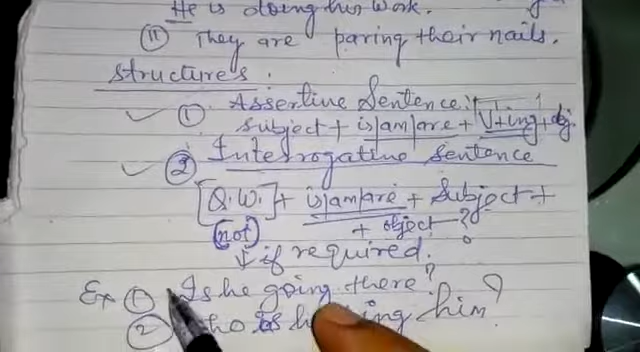 He is doing his work.
(ii) They are paring their nails.
Structures:
① Assertive Sentence:
Subject + is/am/are + V+ing + obj.
② Interrogative Sentence
[Q.W.] + is/am/are + Subject +
(not) + object ?
↓ if required.
Ex ① Is he going there?
② is him?